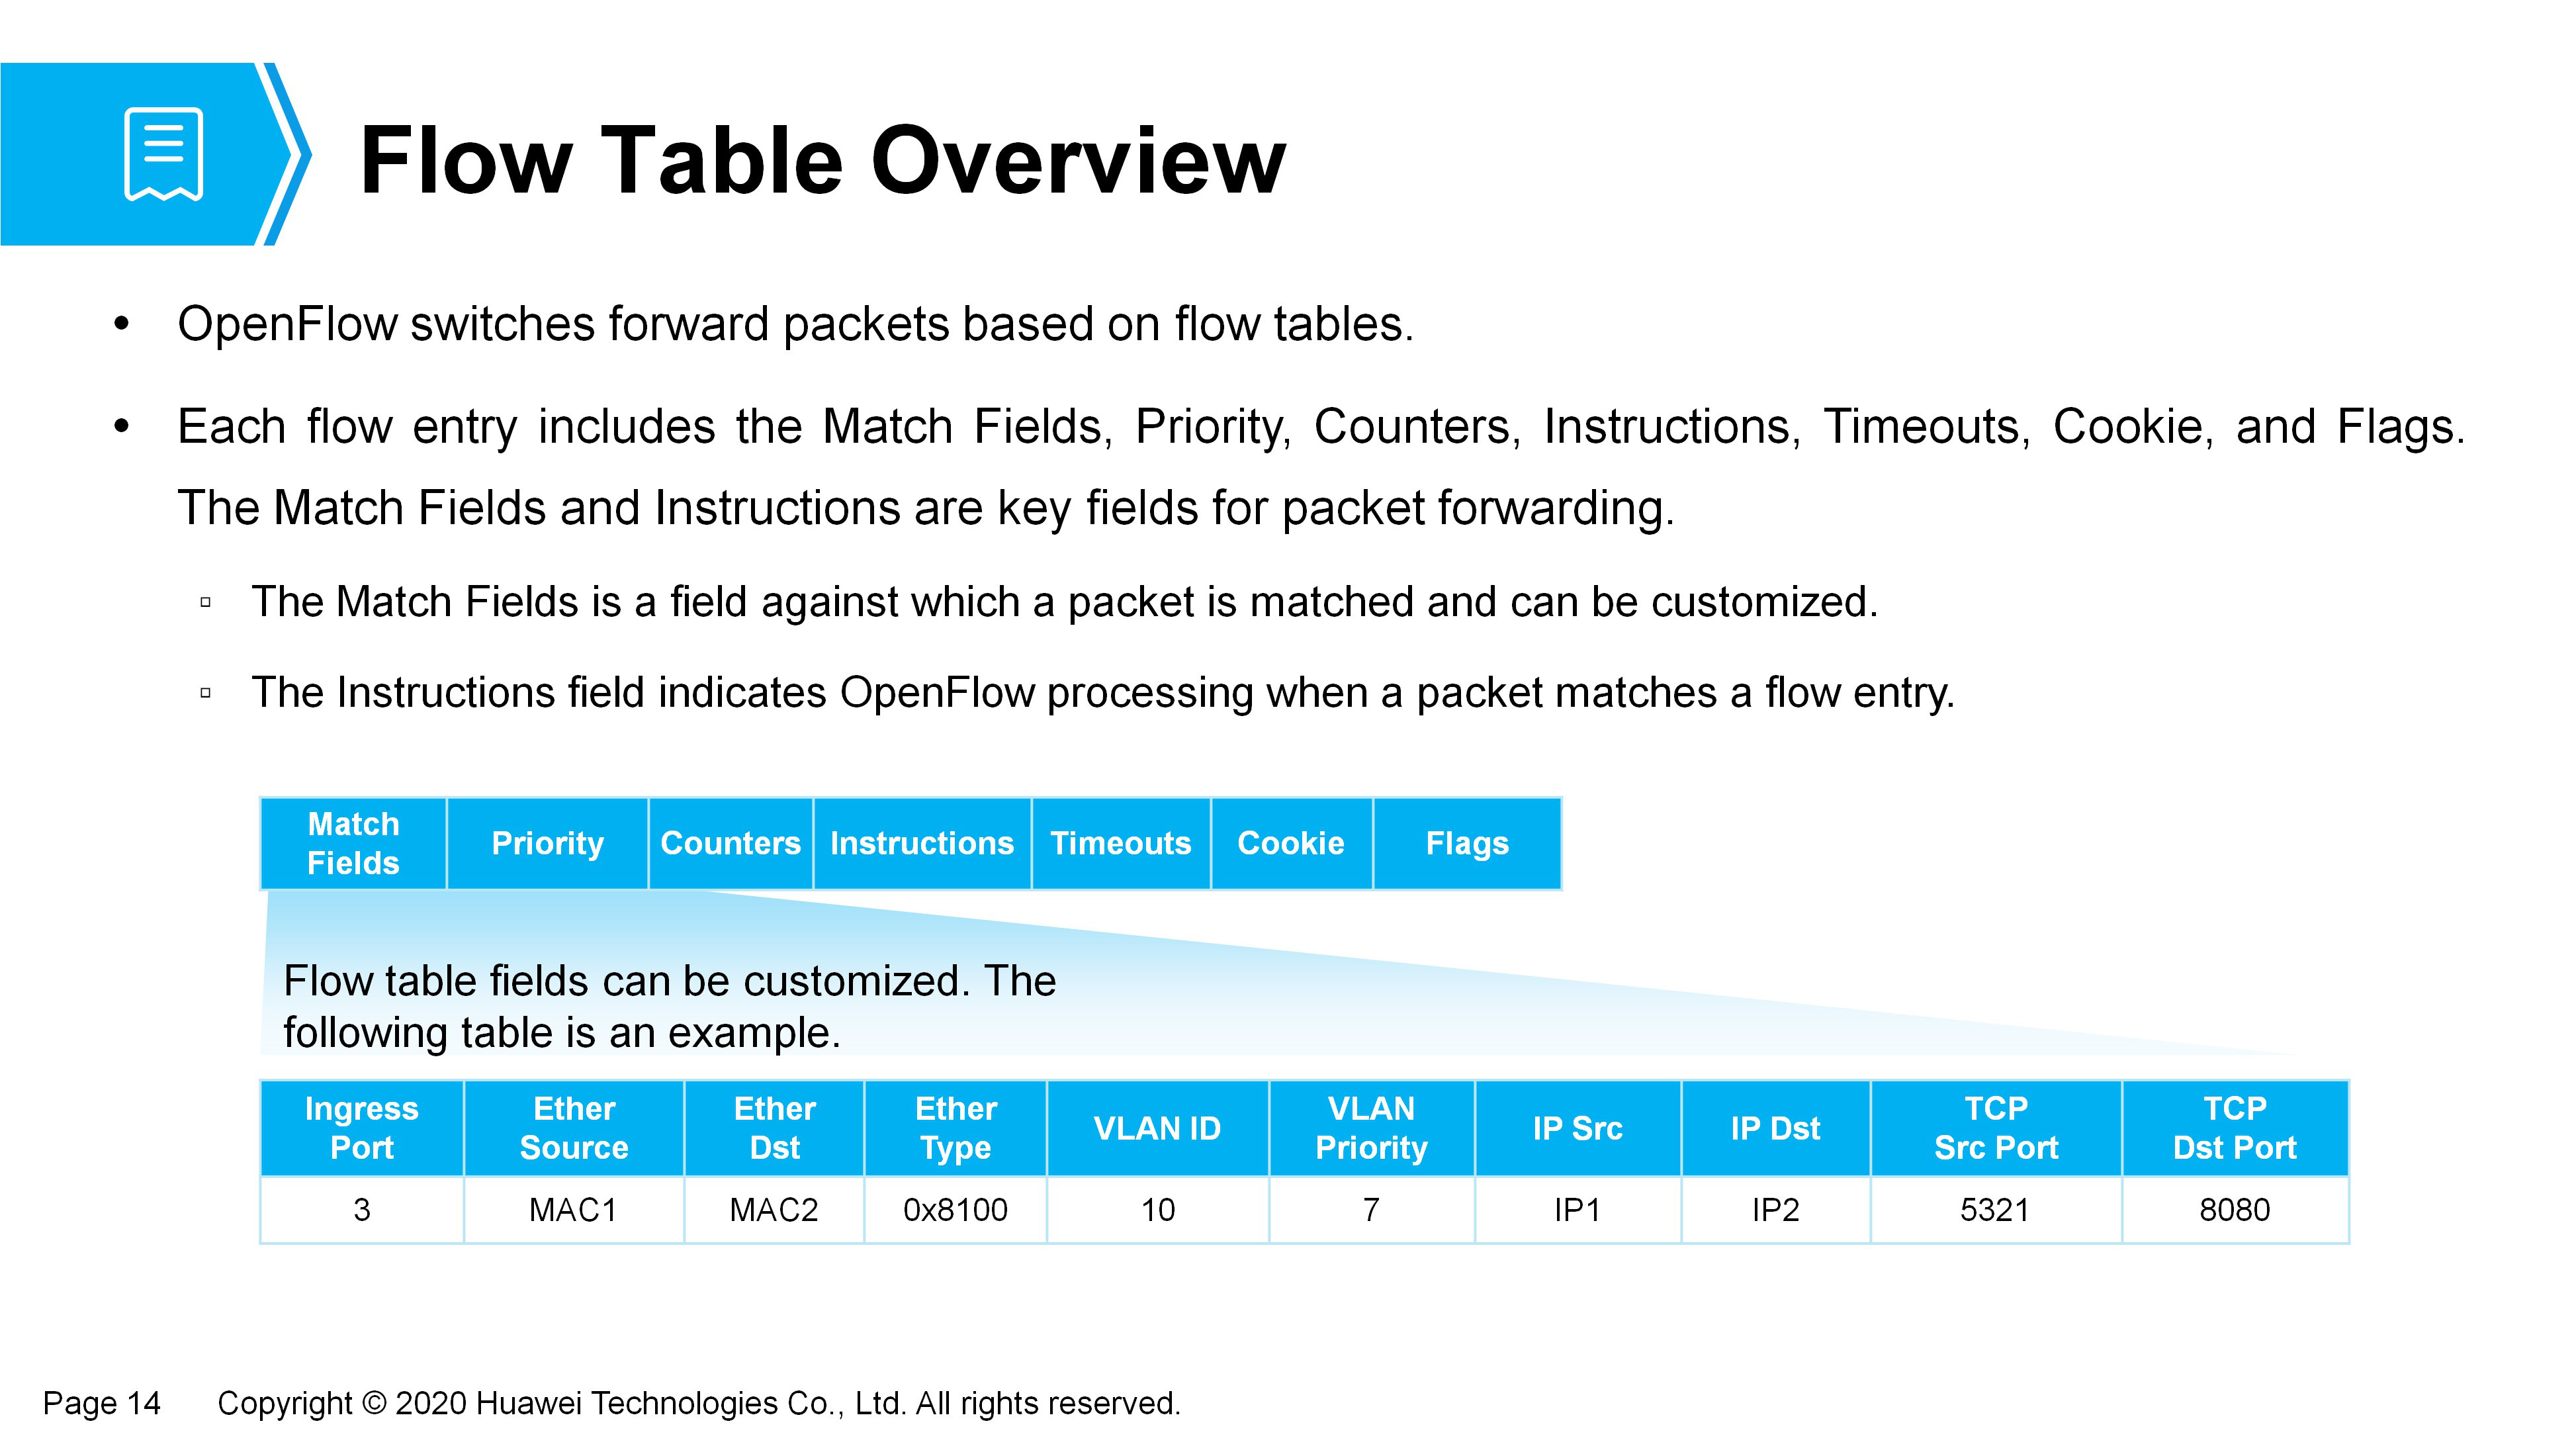 Flow Table Overview
• OpenFlow switches forward packets based on flow tables.
• Each flow entry includes the Match Fields, Priority, Counters, Instructions, Timeouts, Cookie, and Flags.
The Match Fields and Instructions are key fields for packet forwarding.
▫ The Match Fields is a field against which a packet is matched and can be customized.
▫ The Instructions field indicates OpenFlow processing when a packet matches a flow entry.
Match Fields Priority Counters Instructions Timeouts Cookie Flags
Flow table fields can be customized. The
following table is an example.
Ingress Port Ether Source Ether Dst Ether Type VLAN ID VLAN Priority IP Src IP Dst TCP Src Port TCP Dst Port
3 MAC1 MAC2 0x8100 10 7 IP1 IP2 5321 8080
Page 14 Copyright © 2020 Huawei Technologies Co., Ltd. All rights reserved.